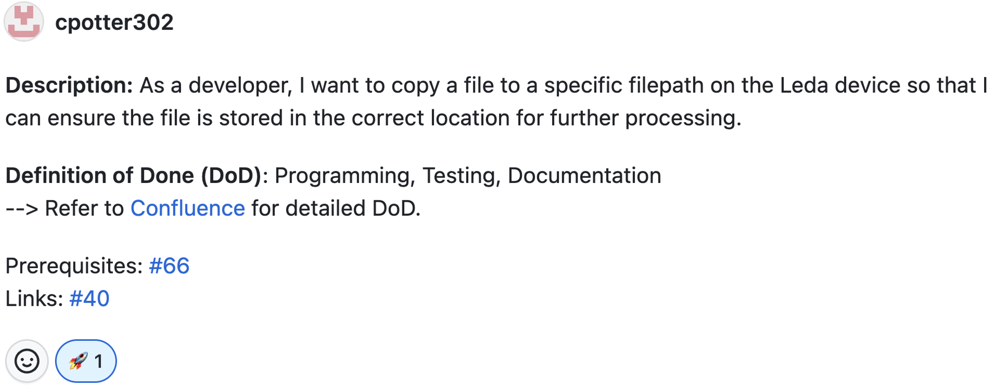 cpotter302
Description: As a developer, I want to copy a file to a specific filepath on the Leda device so that I
can ensure the file is stored in the correct location for further processing.
Definition of Done (DoD): Programming, Testing, Documentation
--> Refer to Confluence for detailed DoD.
Prerequisites: #66
Links: #40
🚀 1